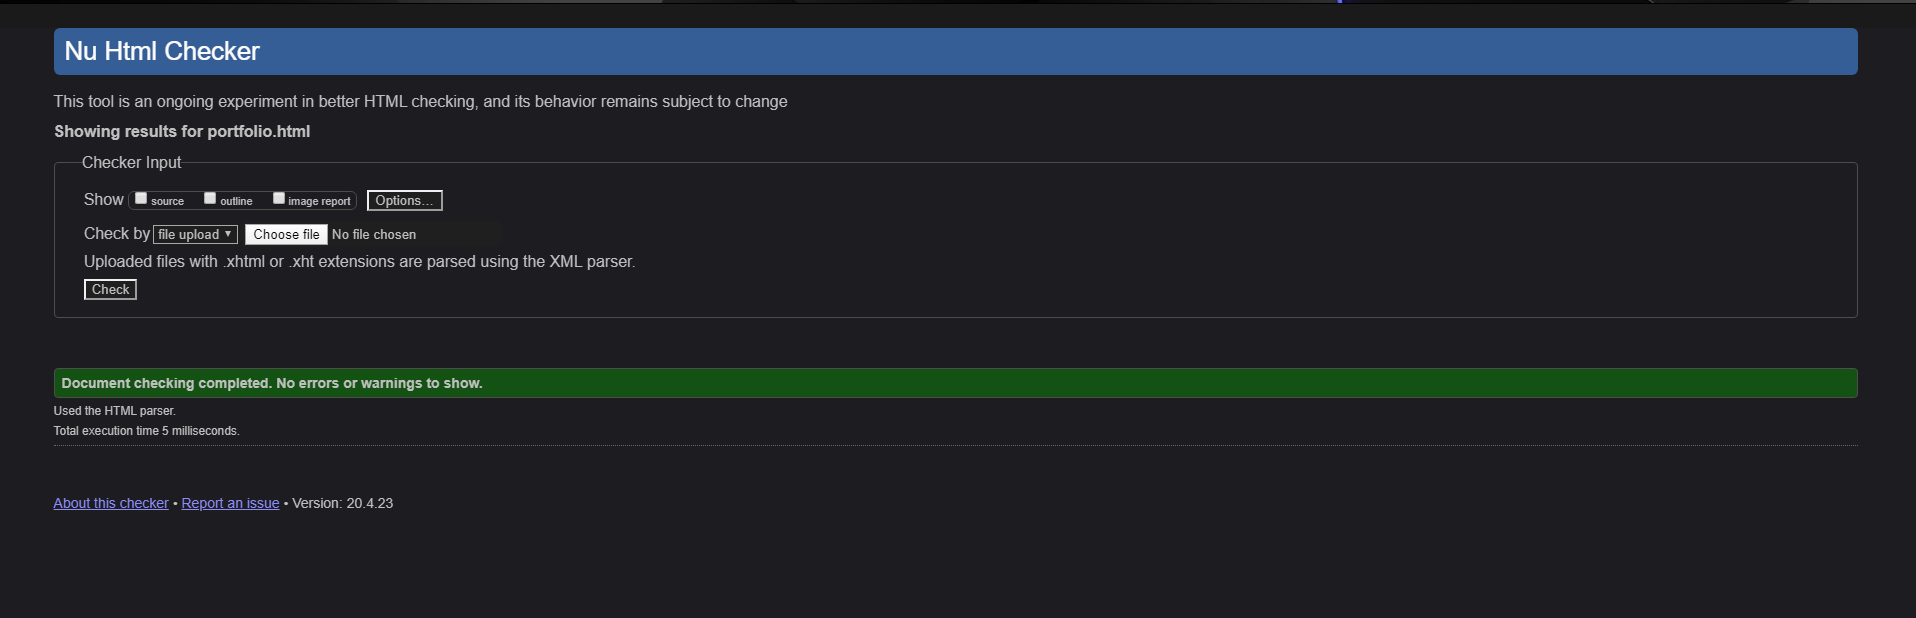 Nu Html Checker
This tool is an ongoing experiment in better HTML checking, and its behavior remains subject to change
Showing results for portfolio.html
Checker Input
Show source outline image report Options...
Check by file upload Choose file No file chosen
Uploaded files with .xhtml or .xht extensions are parsed using the XML parser.
Check
Document checking completed. No errors or warnings to show.
Used the HTML parser.
Total execution time 5 milliseconds.
About this checker • Report an issue • Version: 20.4.23